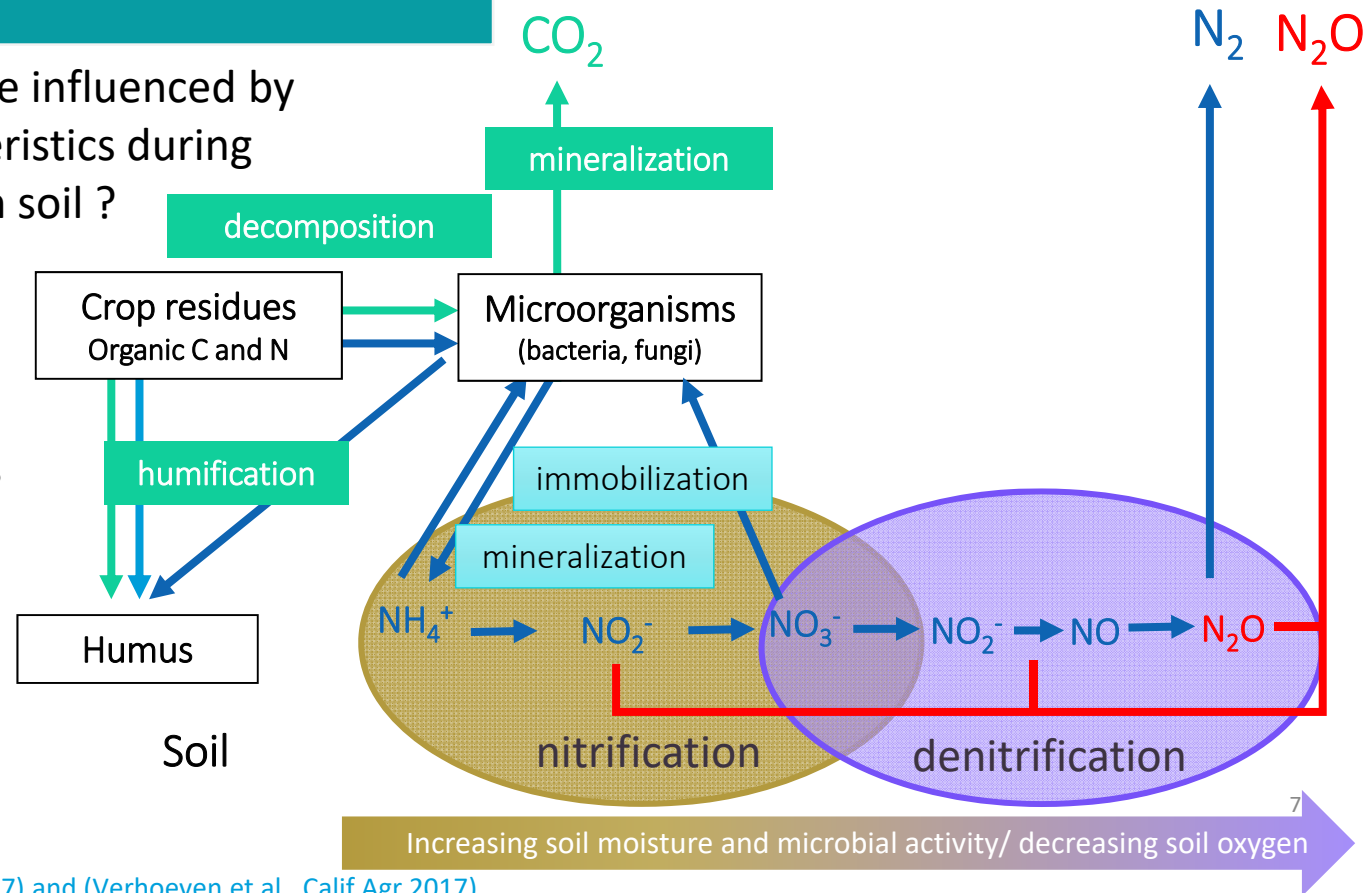 CO₂
N₂ N₂O
e influenced by
eristics during
soil ?
mineralization
decomposition
Crop residues
Organic C and N
Microorganisms
(bacteria, fungi)
humification
immobilization
mineralization
NH₄⁺ NO₂⁻ NO₃⁻ NO₂⁻ NO N₂O
Humus
Soil
nitrification
denitrification
7
Increasing soil moisture and microbial activity/ decreasing soil oxygen
7) and (Verhoeven et al., Calif Agr 2017)